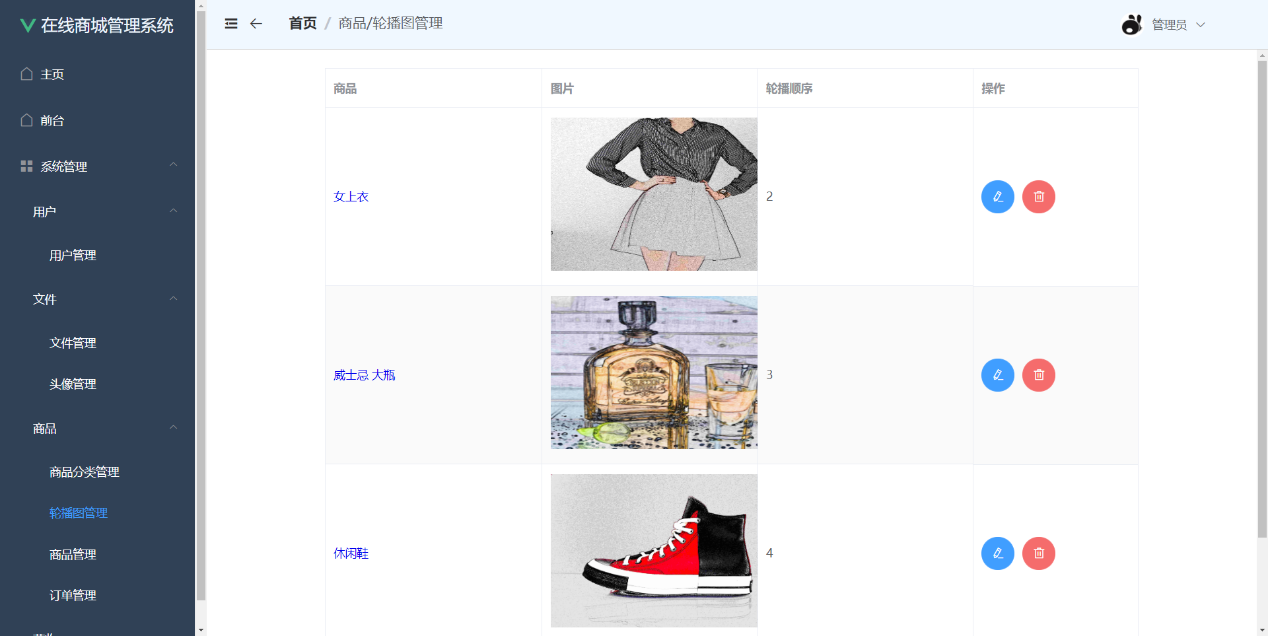 在线商城管理系统
主页
前台
系统管理
用户
用户管理
文件
文件管理
头像管理
商品
商品分类管理
轮播图管理
商品管理
订单管理
首页 / 商品/轮播图管理
管理员
商品 图片 轮播顺序 操作
女上衣 2
威士忌 大瓶 3
休闲鞋 4